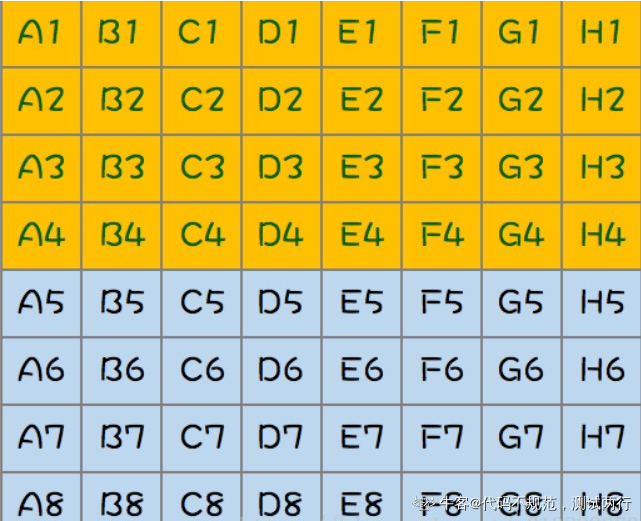 A1 B1 C1 D1 E1 F1 G1 H1
A2 B2 C2 D2 E2 F2 G2 H2
A3 B3 C3 D3 E3 F3 G3 H3
A4 B4 C4 D4 E4 F4 G4 H4
A5 B5 C5 D5 E5 F5 G5 H5
A6 B6 C6 D6 E6 F6 G6 H6
A7 B7 C7 D7 E7 F7 G7 H7
A8 B8 C8 D8 E8 F8 G8 H8
牛客@代码不规范，测试两行